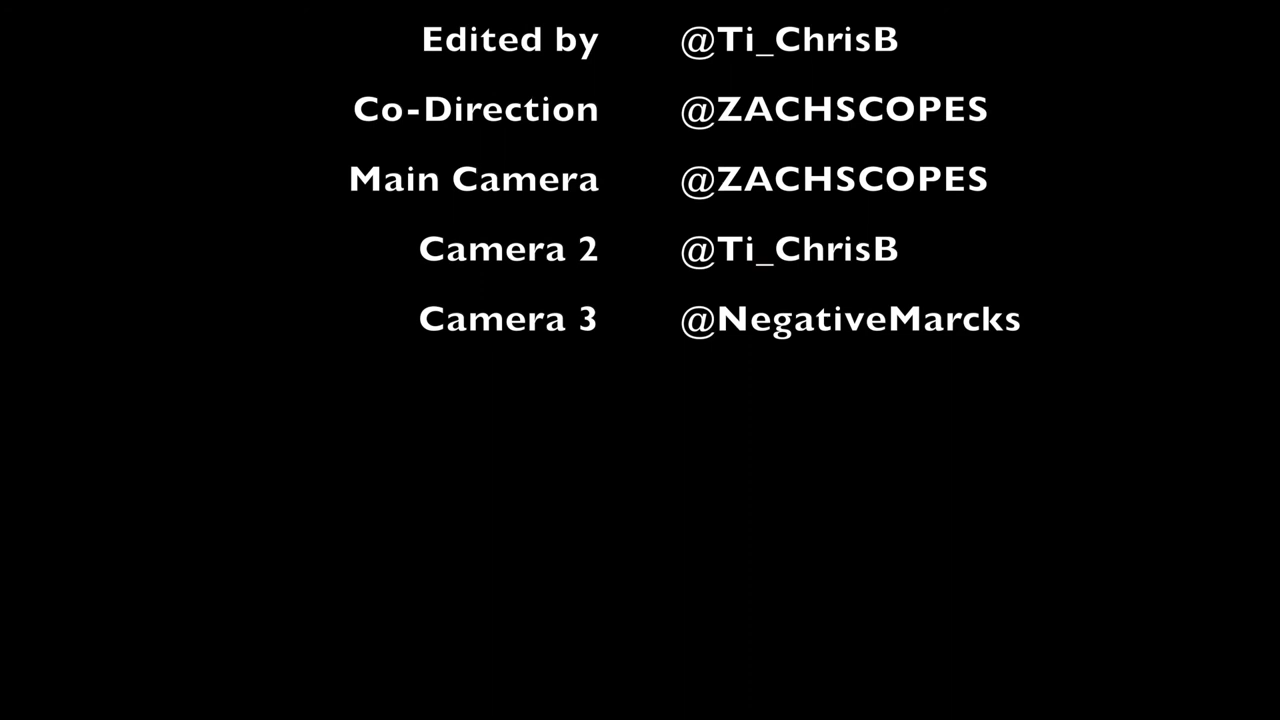 Edited by @Ti_ChrisB
Co-Direction @ZACHSCOPES
Main Camera @ZACHSCOPES
Camera 2 @Ti_ChrisB
Camera 3 @NegativeMarcks